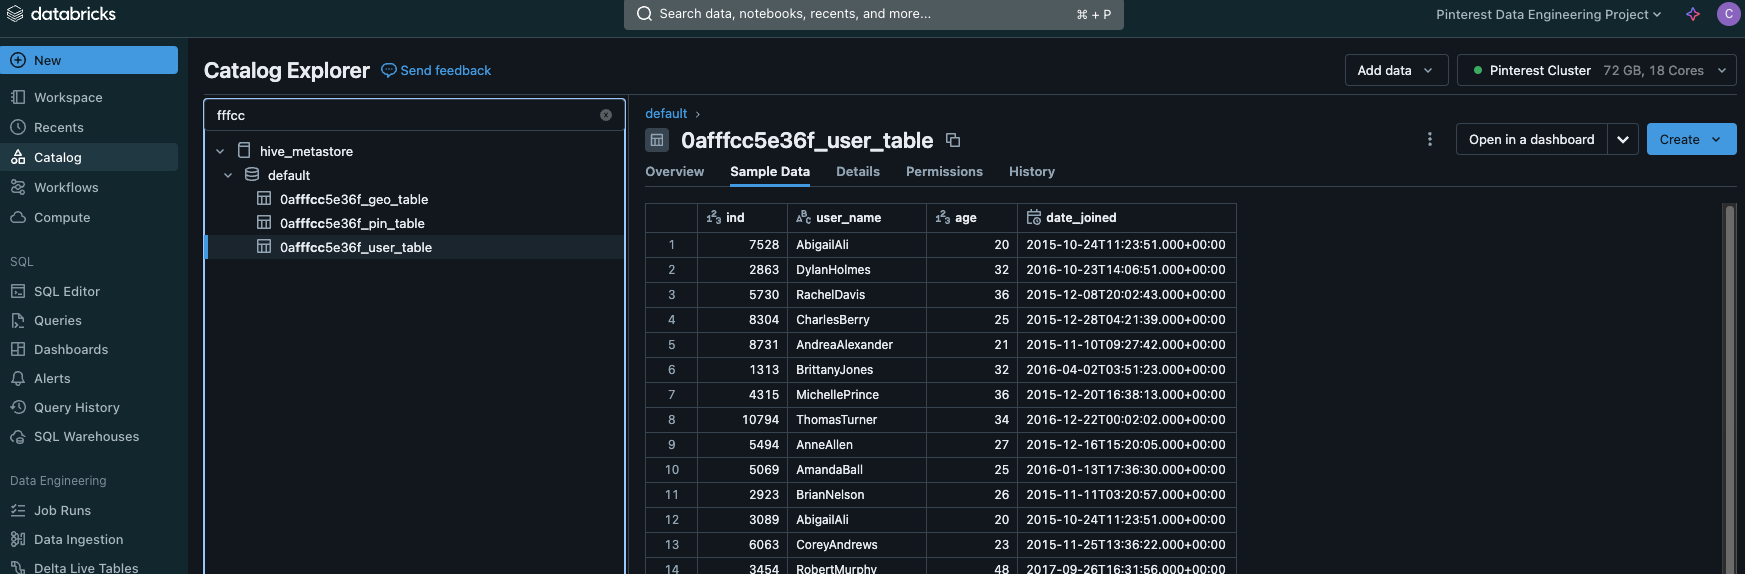 databricks
Search data, notebooks, recents, and more...
⌘ + P
Pinterest Data Engineering Project
C
New
Workspace
Recents
Catalog
Workflows
Compute
SQL
SQL Editor
Queries
Dashboards
Alerts
Query History
SQL Warehouses
Data Engineering
Job Runs
Data Ingestion
Delta Live Tables
Catalog Explorer
Send feedback
Add data
Pinterest Cluster 72 GB, 18 Cores
fffcc
hive_metastore
default
0afffcc5e36f_geo_table
0afffcc5e36f_pin_table
0afffcc5e36f_user_table
default ›
0afffcc5e36f_user_table
Open in a dashboard
Create
Overview Sample Data Details Permissions History
ind user_name age date_joined
1 7528 AbigailAli 20 2015-10-24T11:23:51.000+00:00
2 2863 DylanHolmes 32 2016-10-23T14:06:51.000+00:00
3 5730 RachelDavis 36 2015-12-08T20:02:43.000+00:00
4 8304 CharlesBerry 25 2015-12-28T04:21:39.000+00:00
5 8731 AndreaAlexander 21 2015-11-10T09:27:42.000+00:00
6 1313 BrittanyJones 32 2016-04-02T03:51:23.000+00:00
7 4315 MichellePrince 36 2015-12-20T16:38:13.000+00:00
8 10794 ThomasTurner 34 2016-12-22T00:02:02.000+00:00
9 5494 AnneAllen 27 2015-12-16T15:20:05.000+00:00
10 5069 AmandaBall 25 2016-01-13T17:36:30.000+00:00
11 2923 BrianNelson 26 2015-11-11T03:20:57.000+00:00
12 3089 AbigailAli 20 2015-10-24T11:23:51.000+00:00
13 6063 CoreyAndrews 23 2015-11-25T13:36:22.000+00:00
14 3454 RobertMurphy 48 2017-09-26T16:31:56.000+00:00